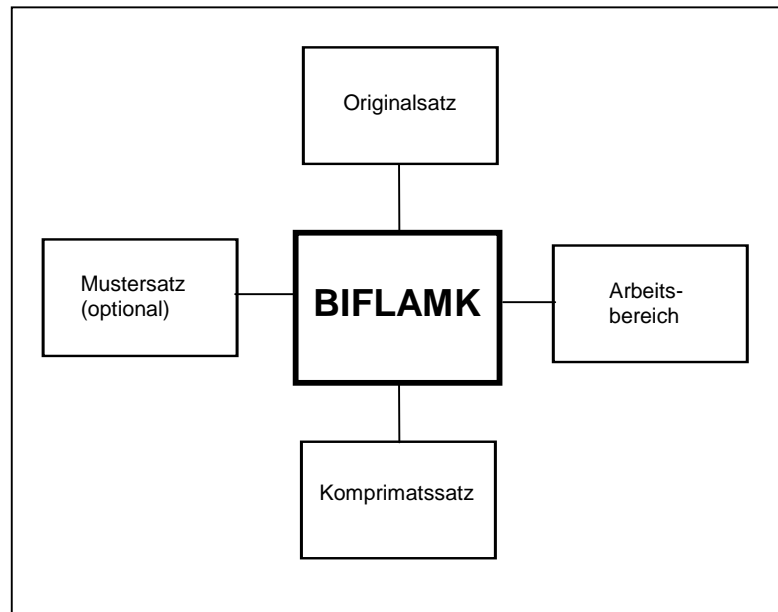 Originalsatz
Mustersatz
(optional)
BIFLAMK
Arbeits-
bereich
Komprimatssatz